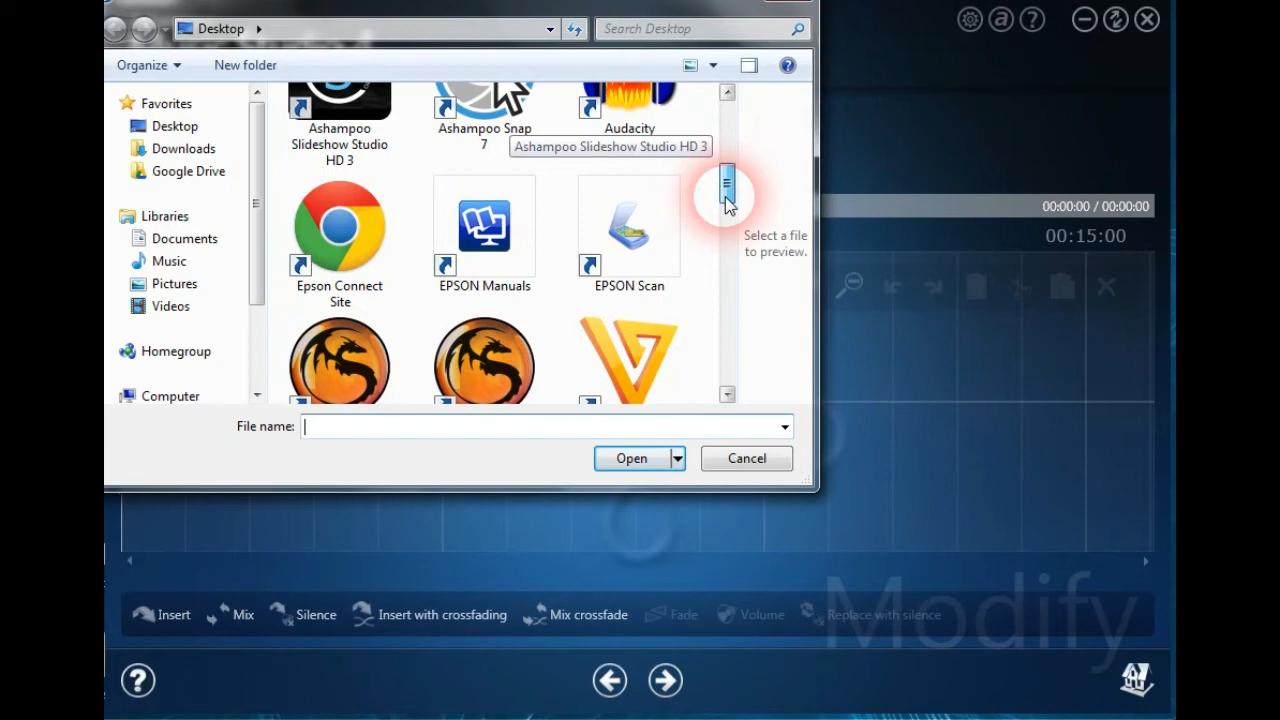 Desktop
Search Desktop
Organize
New folder
Favorites
Desktop
Downloads
Google Drive
Libraries
Documents
Music
Pictures
Videos
Homegroup
Computer
Ashampoo
Slideshow Studio
HD 3
Ashampoo Snap
7
Audacity
Ashampoo Slideshow Studio HD 3
Epson Connect
Site
EPSON Manuals
EPSON Scan
Select a file
to preview.
File name:
Open
Cancel
00:00:00 / 00:00:00
00:15:00
Insert
Mix
Silence
Insert with crossfading
Mix crossfade
Fade
Volume
Replace with silence
Modify